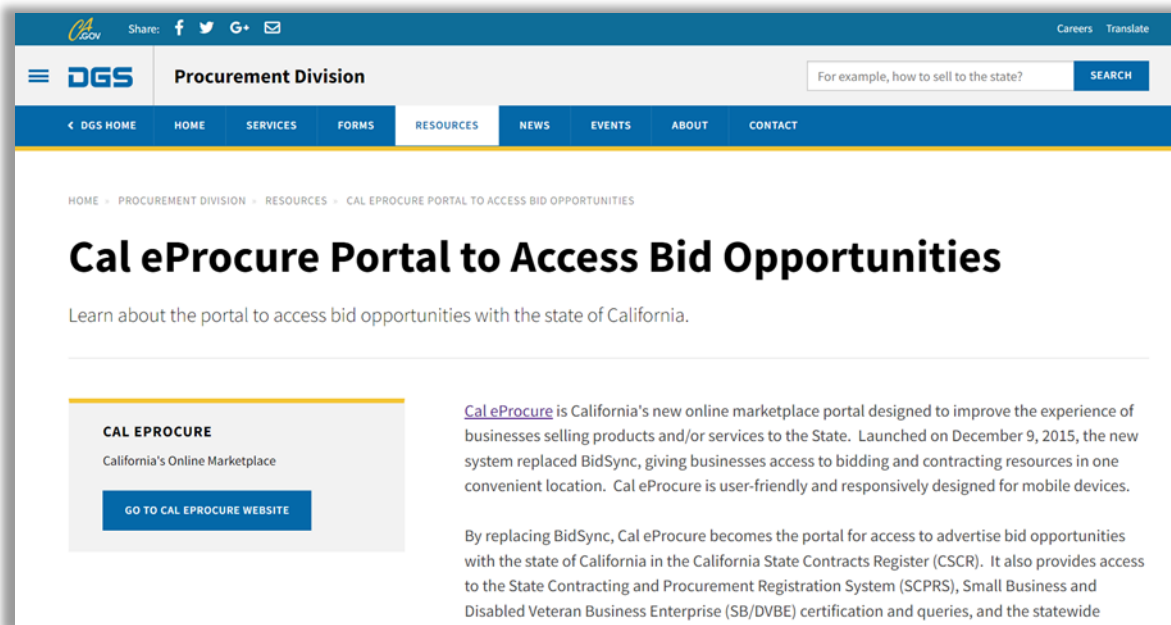 CA.GOV Share: G+ Careers Translate
DGS Procurement Division For example, how to sell to the state? SEARCH
< DGS HOME HOME SERVICES FORMS RESOURCES NEWS EVENTS ABOUT CONTACT
HOME » PROCUREMENT DIVISION » RESOURCES » CAL EPROCURE PORTAL TO ACCESS BID OPPORTUNITIES
Cal eProcure Portal to Access Bid Opportunities
Learn about the portal to access bid opportunities with the state of California.
CAL EPROCURE
California's Online Marketplace
GO TO CAL EPROCURE WEBSITE
Cal eProcure is California's new online marketplace portal designed to improve the experience of
businesses selling products and/or services to the State. Launched on December 9, 2015, the new
system replaced BidSync, giving businesses access to bidding and contracting resources in one
convenient location. Cal eProcure is user-friendly and responsively designed for mobile devices.
By replacing BidSync, Cal eProcure becomes the portal for access to advertise bid opportunities
with the state of California in the California State Contracts Register (CSCR). It also provides access
to the State Contracting and Procurement Registration System (SCPRS), Small Business and
Disabled Veteran Business Enterprise (SB/DVBE) certification and queries, and the statewide